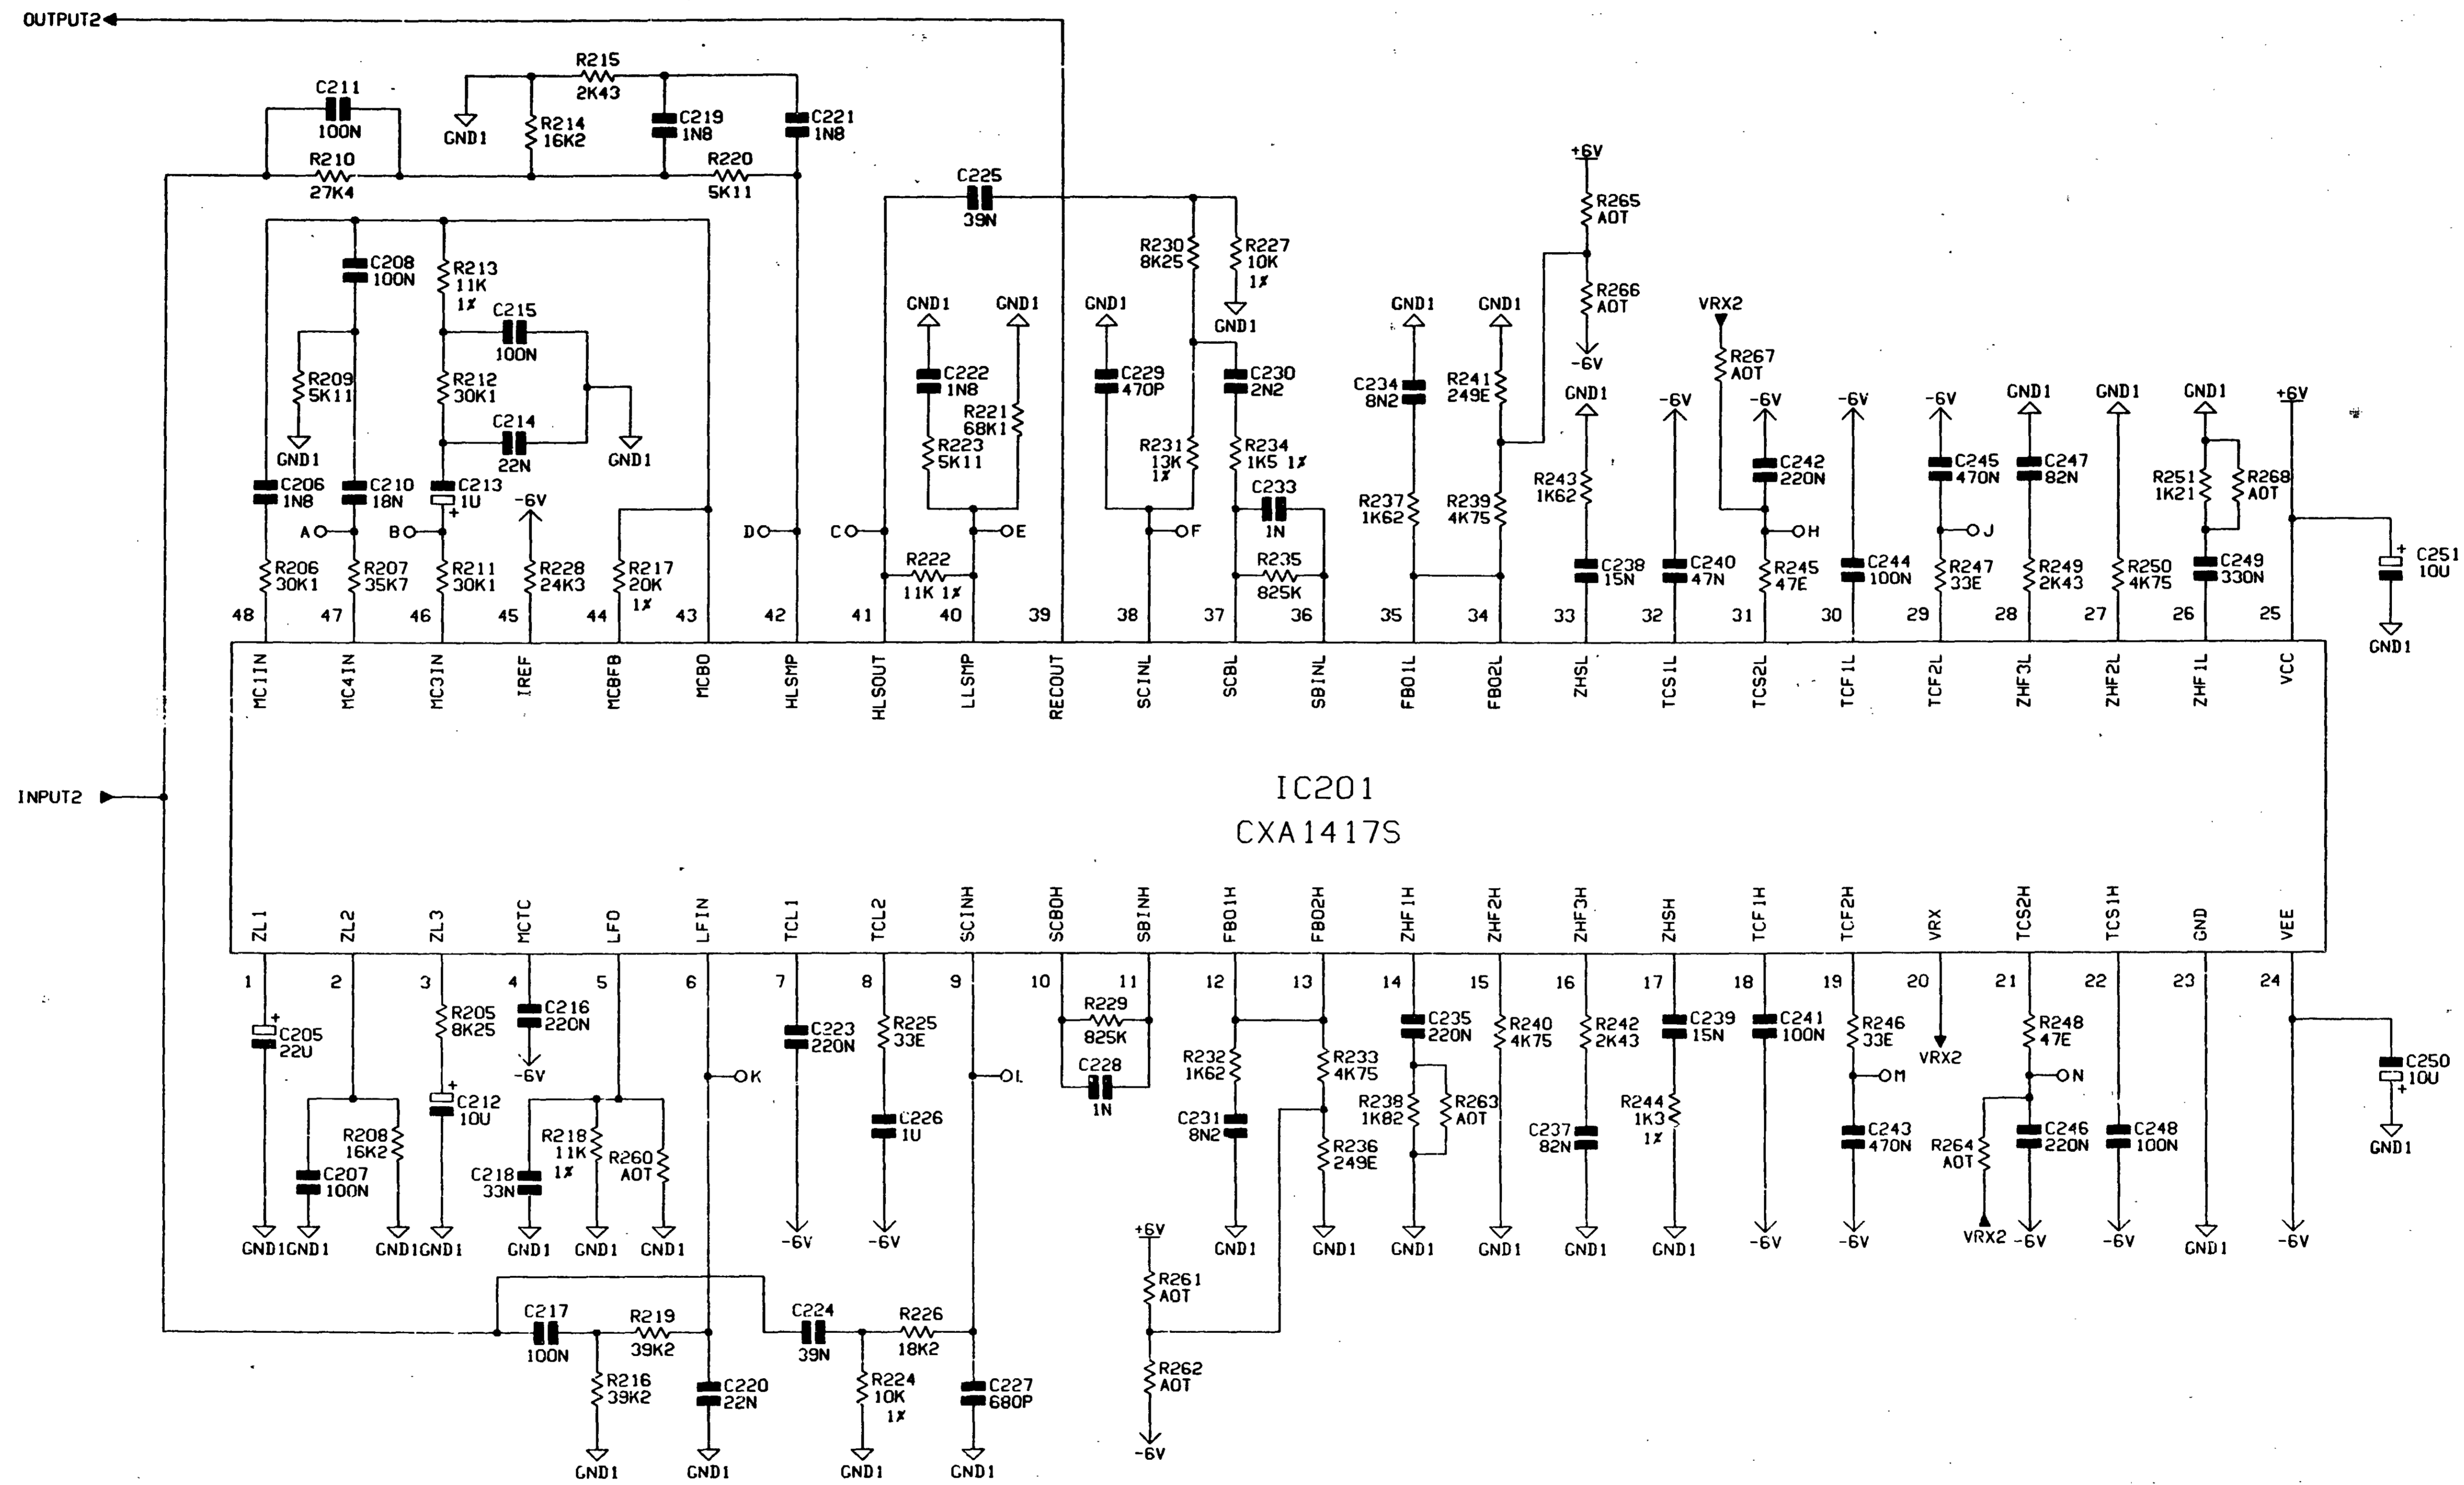 OUTPUT2
R215
2K43
C211
100N
GND1
R214
16K2
C219
1N8
C221
1N8
R210
27K4
R220
5K11
+6V
C225
39N
R265
AOT
C208
100N
R213
11K
1%
R230
8K25
R227
10K
1%
R266
AOT
C215
100N
GND1
GND1
GND1
GND1
GND1
GND1
VRX2
-6V
R209
5K11
R212
30K1
C222
1N8
R221
68K1
C229
470P
C230
2N2
C234
8N2
R241
249E
R267
AOT
GND1
-6V
-6V
-6V
-6V
GND1
GND1
GND1
+6V
C214
22N
GND1
GND1
R223
5K11
R231
13K
1%
R234
1K5 1%
C242
220N
C245
470N
C247
82N
R251
1K21
R268
AOT
C206
1N8
C210
18N
C213
1U
+
-6V
C233
1N
R237
1K62
R239
4K75
R243
1K62
A
B
D
C
E
F
H
J
R206
30K1
R207
35K7
R211
30K1
R228
24K3
R217
20K
1%
R222
11K 1%
R235
825K
C238
15N
C240
47N
R245
47E
C244
100N
R247
33E
R249
2K43
R250
4K75
C249
330N
+
C251
10U
GND1
48
47
46
45
44
43
42
41
40
39
38
37
36
35
34
33
32
31
30
29
28
27
26
25
MC1IN
MC4IN
MC3IN
IREF
MCBFB
MCBO
HLSMP
HLSOUT
LLSMP
RECOUT
SCINL
SCBL
SBINL
FBO1L
FBO2L
ZHSL
TCS1L
TCS2L
TCF1L
TCF2L
ZHF3L
ZHF2L
ZHF1L
VCC
INPUT2
IC201
CXA1417S
ZL1
ZL2
ZL3
MCTC
LFO
LFIN
TCL1
TCL2
SCINH
SCBOH
SBINH
FBO1H
FBO2H
ZHF1H
ZHF2H
ZHF3H
ZHSH
TCF1H
TCF2H
VRX
TCS2H
TCS1H
GND
VEE
1
2
3
4
5
6
7
8
9
10
11
12
13
14
15
16
17
18
19
20
21
22
23
24
+
C205
22U
R205
8K25
C216
220N
-6V
C223
220N
R225
33E
R229
825K
C228
1N
R232
1K62
R233
4K75
C235
220N
R240
4K75
R242
2K43
C239
15N
C241
100N
R246
33E
VRX2
R248
47E
K
L
M
N
C250
10U
+
GND1
C207
100N
R208
16K2
+
C212
10U
C218
33N
R218
11K
1%
R260
AOT
C226
1U
C231
8N2
R236
249E
R238
1K82
R263
AOT
C237
82N
R244
1K3
1%
C243
470N
R264
AOT
C246
220N
C248
100N
GND1
GND1
GND1
GND1
GND1
GND1
GND1
-6V
-6V
+6V
GND1
GND1
GND1
GND1
GND1
GND1
-6V
-6V
VRX2
-6V
-6V
GND1
-6V
C217
100N
R219
39K2
C224
39N
R226
18K2
R261
AOT
R216
39K2
C220
22N
R224
10K
1%
C227
680P
R262
AOT
GND1
GND1
GND1
GND1
-6V